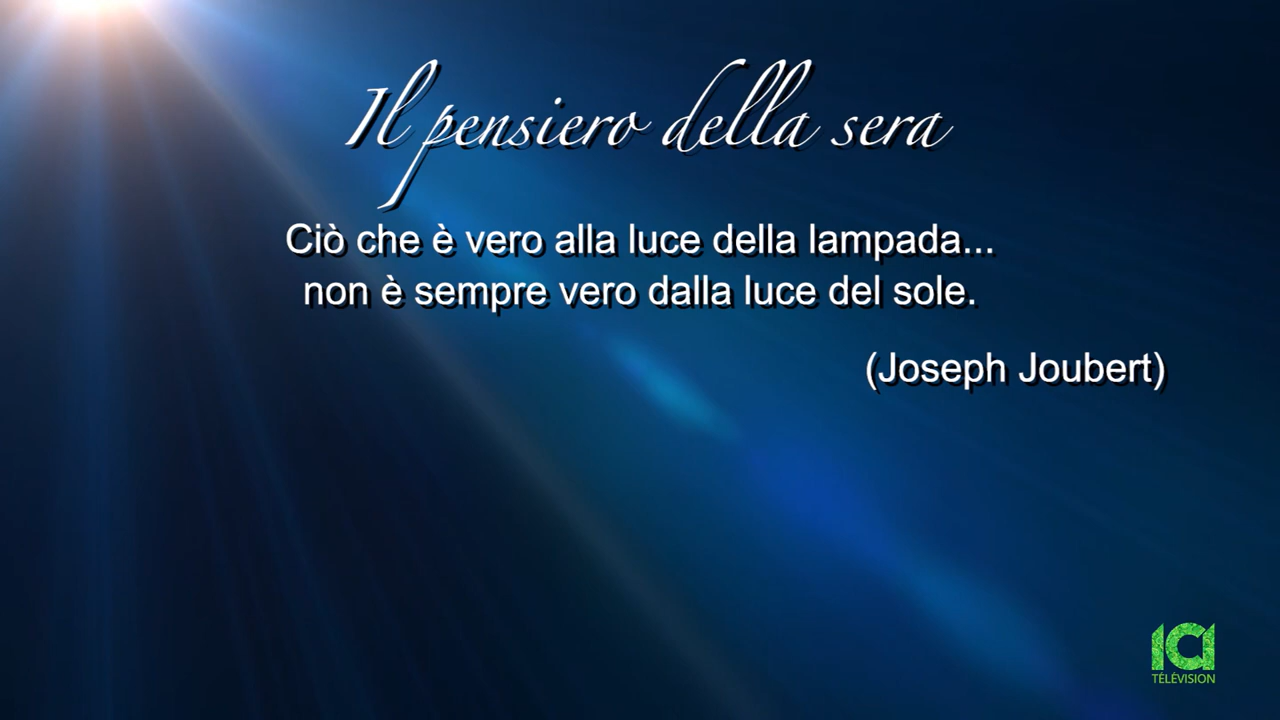 Il pensiero della sera
Ciò che è vero alla luce della lampada...
non è sempre vero dalla luce del sole.
(Joseph Joubert)
ICI
TÉLÉVISION